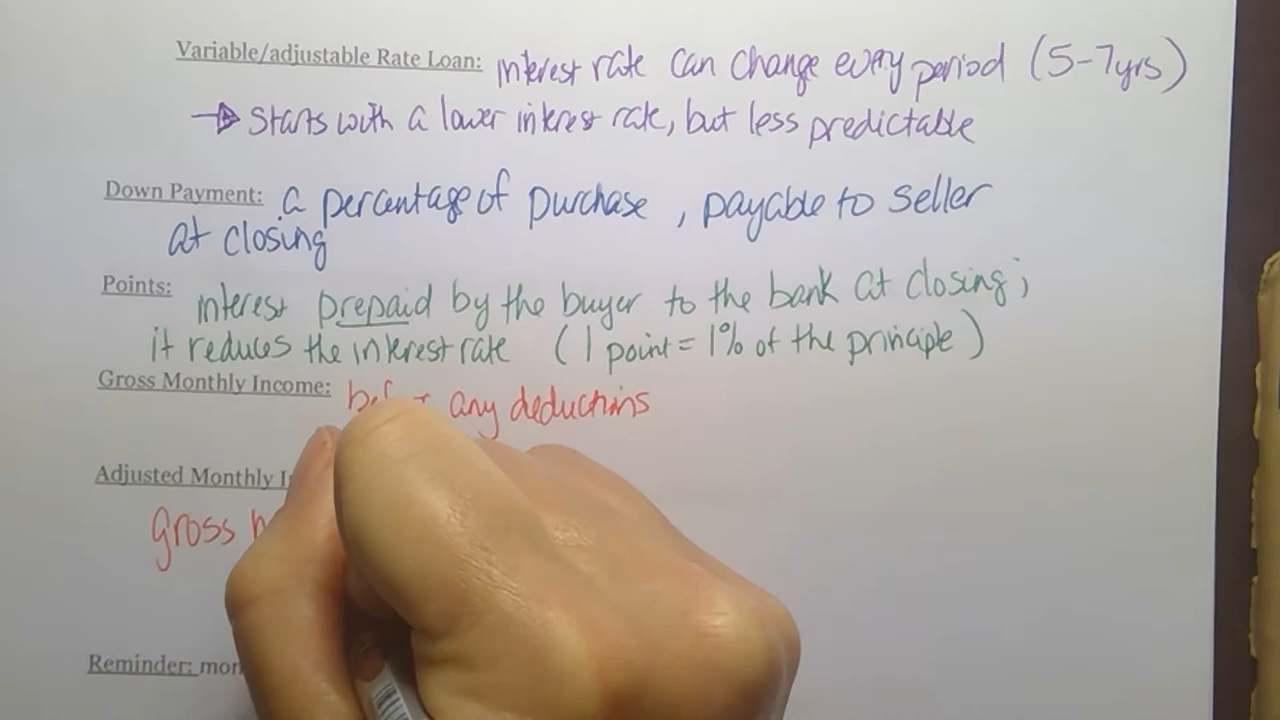 Variable/adjustable Rate Loan: interest rate can change every period (5-7yrs)
→ starts with a lower interest rate, but less predictable
Down Payment: a percentage of purchase, payable to seller
at closing
Points: interest prepaid by the buyer to the bank at closing;
it reduces the interest rate (1 point = 1% of the principle)
Gross Monthly Income: any deductions
Adjusted Monthly
gross
Reminder: